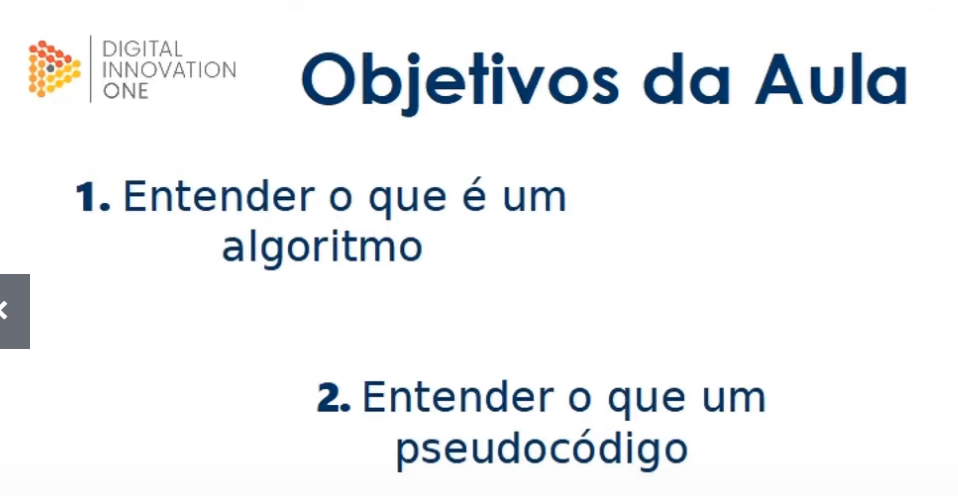 DIGITAL
INNOVATION
ONE
Objetivos da Aula
1. Entender o que é um
algoritmo
2. Entender o que um
pseudocódigo